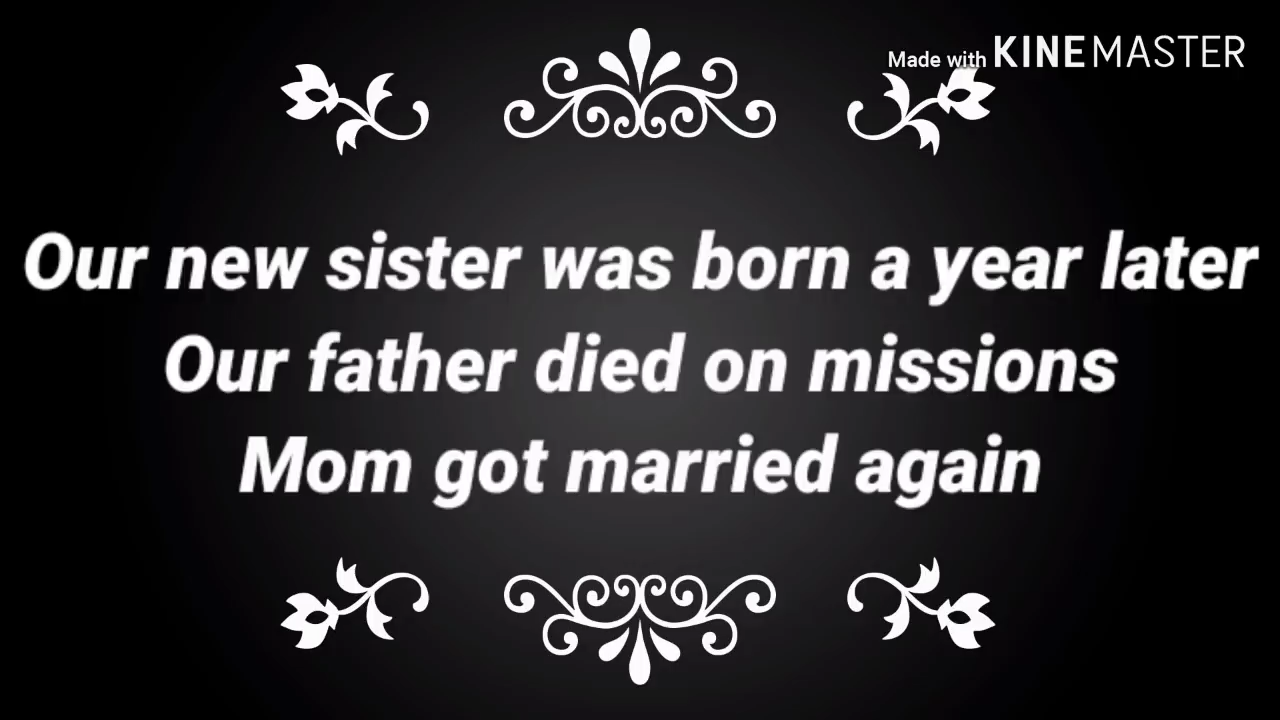 Made with KINEMASTER
Our new sister was born a year later
Our father died on missions
Mom got married again